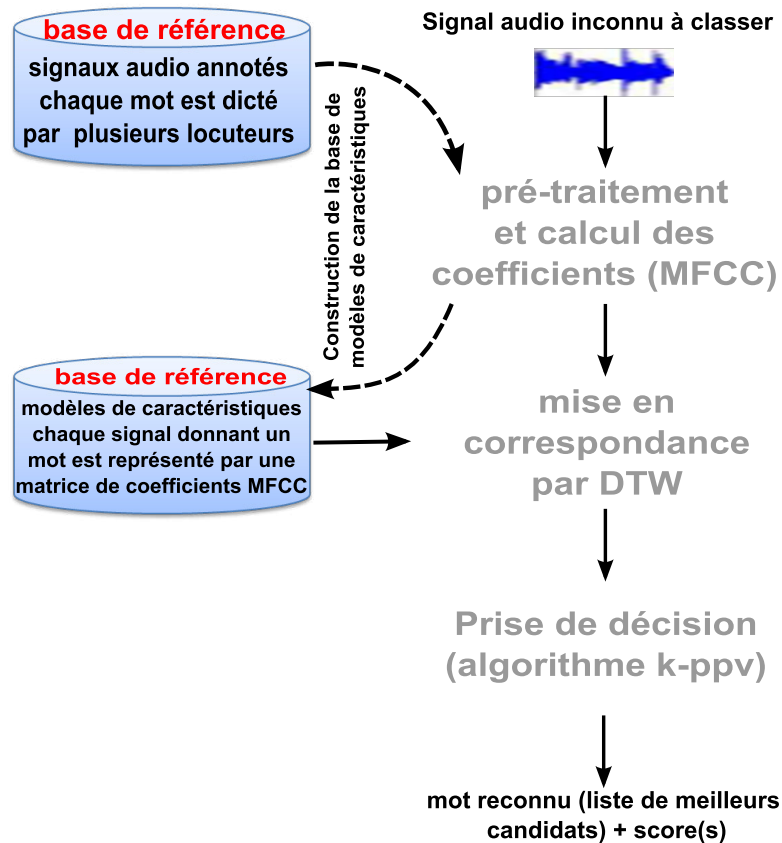 base de référence
signaux audio annotés
chaque mot est dicté
par plusieurs locuteurs
Construction de la base de
modèles de caractéristiques
Signal audio inconnu à classer
pré-traitement
et calcul des
coefficients (MFCC)
base de référence
modèles de caractéristiques
chaque signal donnant un
mot est représenté par une
matrice de coefficients MFCC
mise en
correspondance
par DTW
Prise de décision
(algorithme k-ppv)
mot reconnu (liste de meilleurs
candidats) + score(s)